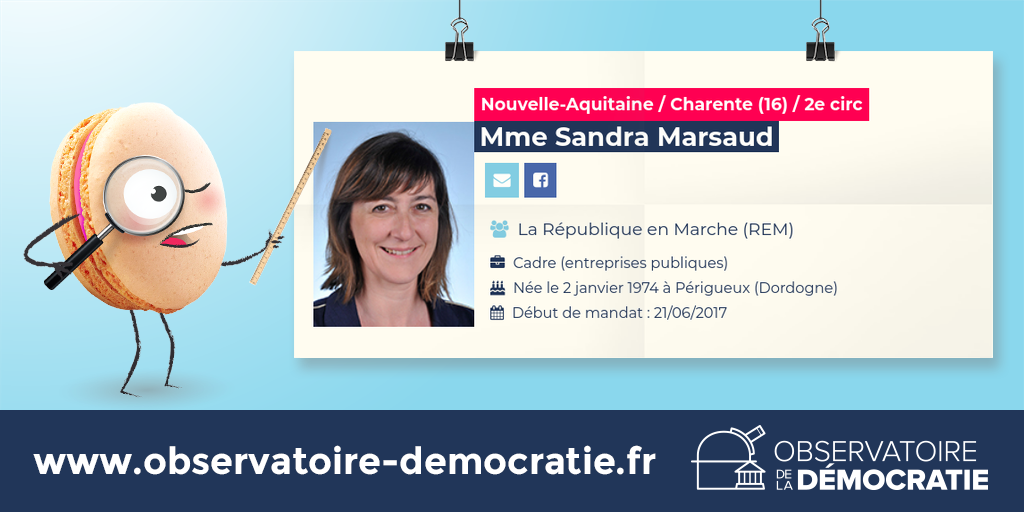 Nouvelle-Aquitaine / Charente (16) / 2e circ
Mme Sandra Marsaud
La République en Marche (REM)
Cadre (entreprises publiques)
Née le 2 janvier 1974 à Périgueux (Dordogne)
Début de mandat : 21/06/2017
www.observatoire-democratie.fr
OBSERVATOIRE
DE LA DÉMOCRATIE